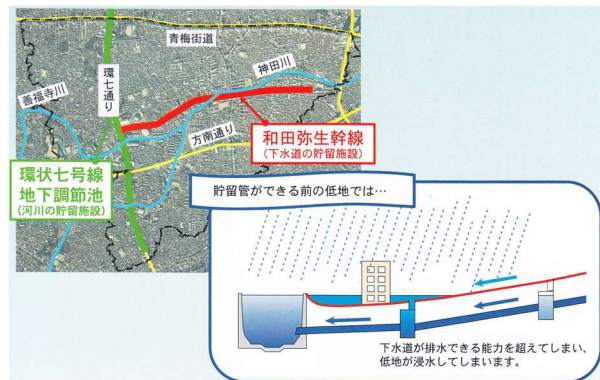 青梅街道
神田川
環七通り
善福寺川
方南通り
和田弥生幹線
(下水道の貯留施設)
環状七号線
地下調節池
(河川の貯留施設)
貯留管ができる前の低地では…
下水道が排水できる能力を超えてしまい、
低地が浸水してしまいます。